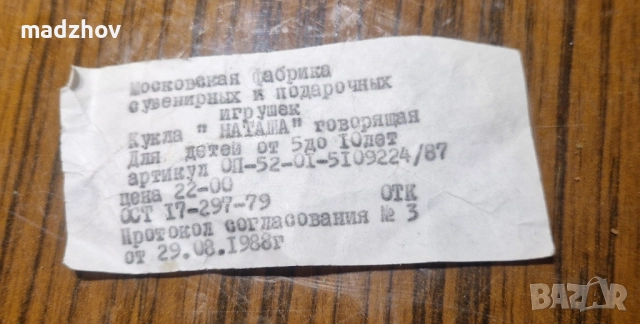 madzhov
Московская фабрика
сувенирных и подарочных
игрушек
Кукла " НАТАША" говорящая
Для детей от 5до 10лет
артикул ОП-52-01-5109224/87
цена 22-00
ОСТ 17-297-79 ОТК
Протокол согласования № 3
от 29.08.1988г
BAZAR